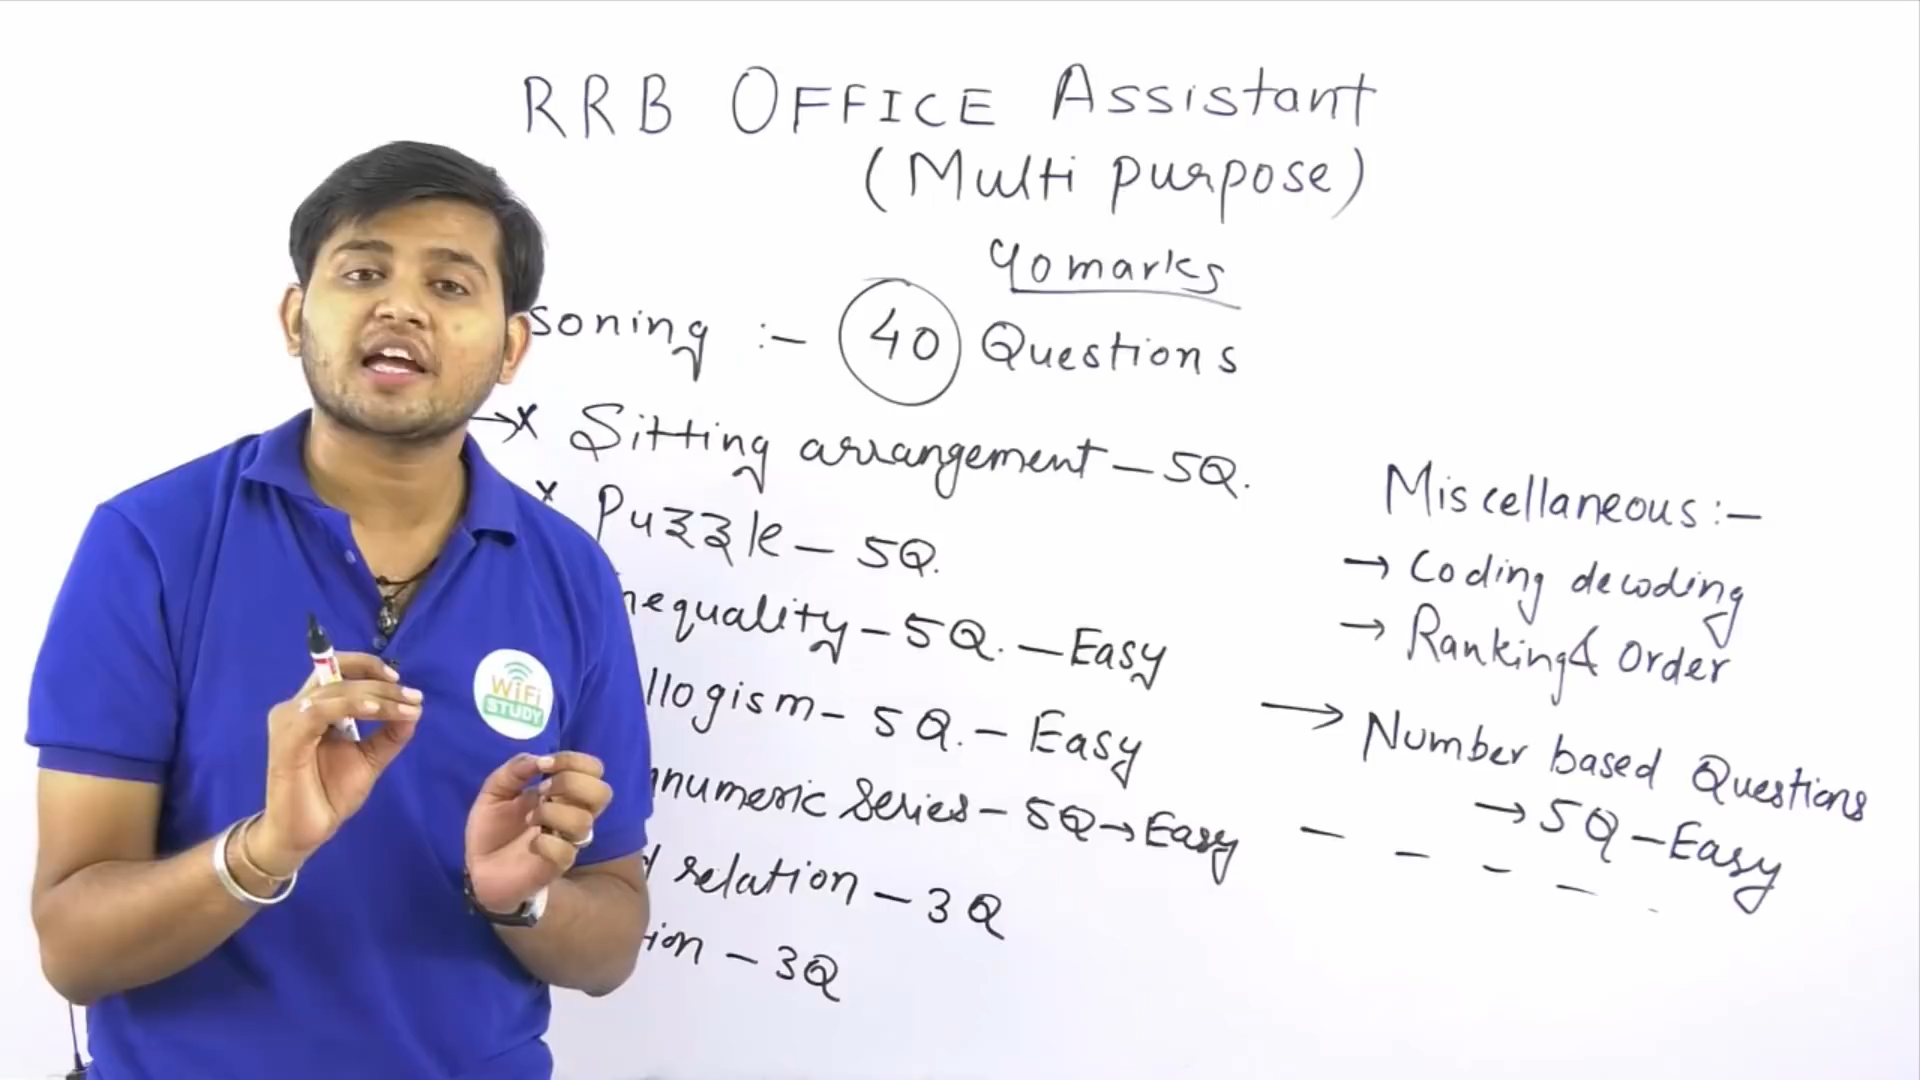 RRB OFFICE Assistant
(Multi purpose)
40 marks
soning :- 40 Questions
→x Sitting arrangement - 5Q.
x Puzzle - 5Q.
nequality - 5Q. - Easy
llogism - 5Q. - Easy
numeric Series - 5Q → Easy
d relation - 3Q
ion - 3Q
Miscellaneous :-
→ Coding decoding
→ Ranking & Order
→ Number based Questions
→ 5Q - Easy
WiFi
STUDY